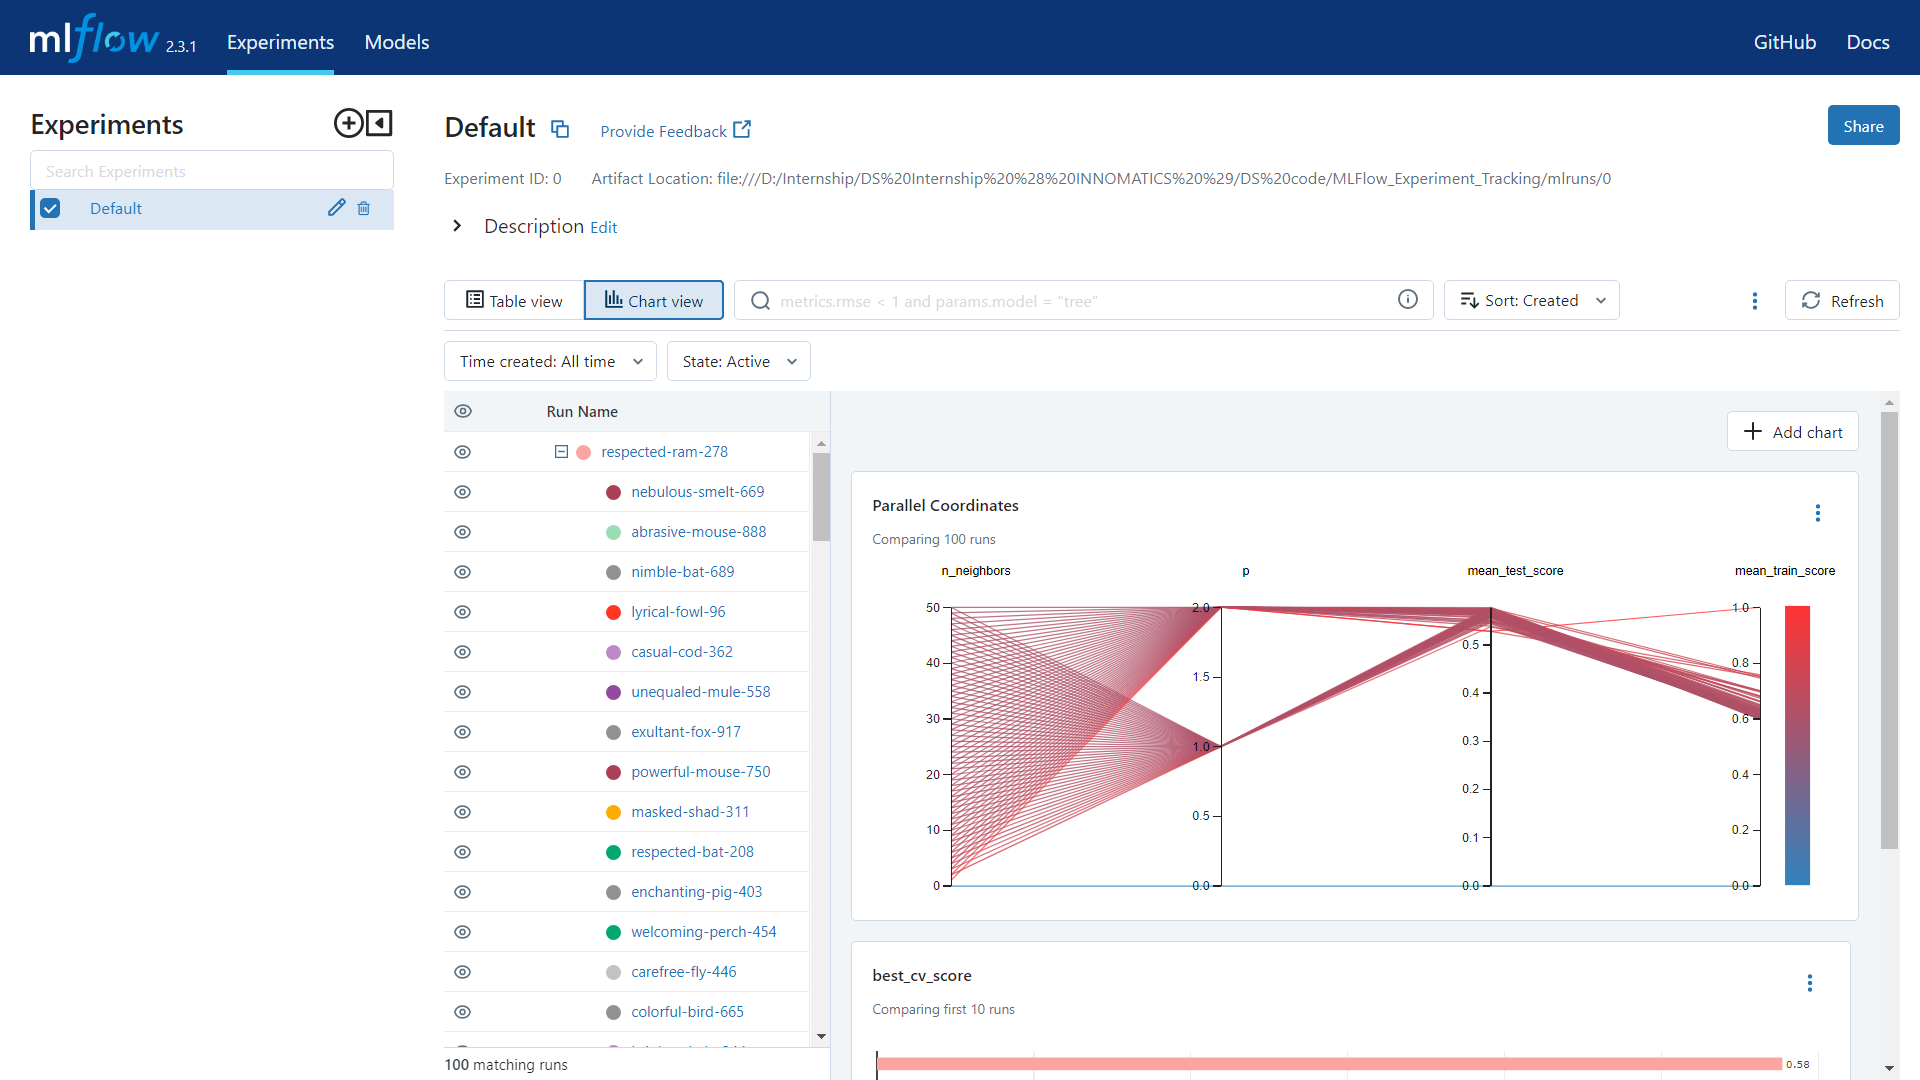 mlflow 2.3.1 Experiments Models GitHub Docs
Experiments
Search Experiments
Default
Default Provide Feedback Share
Experiment ID: 0 Artifact Location: file:///D:/Internship/DS%20Internship%20%28%20INNOMATICS%20%29/DS%20code/MLFlow_Experiment_Tracking/mlruns/0
Description Edit
Table view Chart view metrics.rmse < 1 and params.model = "tree" Sort: Created Refresh
Time created: All time State: Active
Run Name
respected-ram-278
nebulous-smelt-669
abrasive-mouse-888
nimble-bat-689
lyrical-fowl-96
casual-cod-362
unequaled-mule-558
exultant-fox-917
powerful-mouse-750
masked-shad-311
respected-bat-208
enchanting-pig-403
welcoming-perch-454
carefree-fly-446
colorful-bird-665
100 matching runs
Add chart
Parallel Coordinates
Comparing 100 runs
n_neighbors p mean_test_score mean_train_score
50 2.0 1.0
0.5
40 0.8
1.5
0.4
30 0.6
1.0
0.3
20 0.4
0.2
0.5
10 0.2
0.1
0 0.0 0.0 0.0
best_cv_score
Comparing first 10 runs
0.58